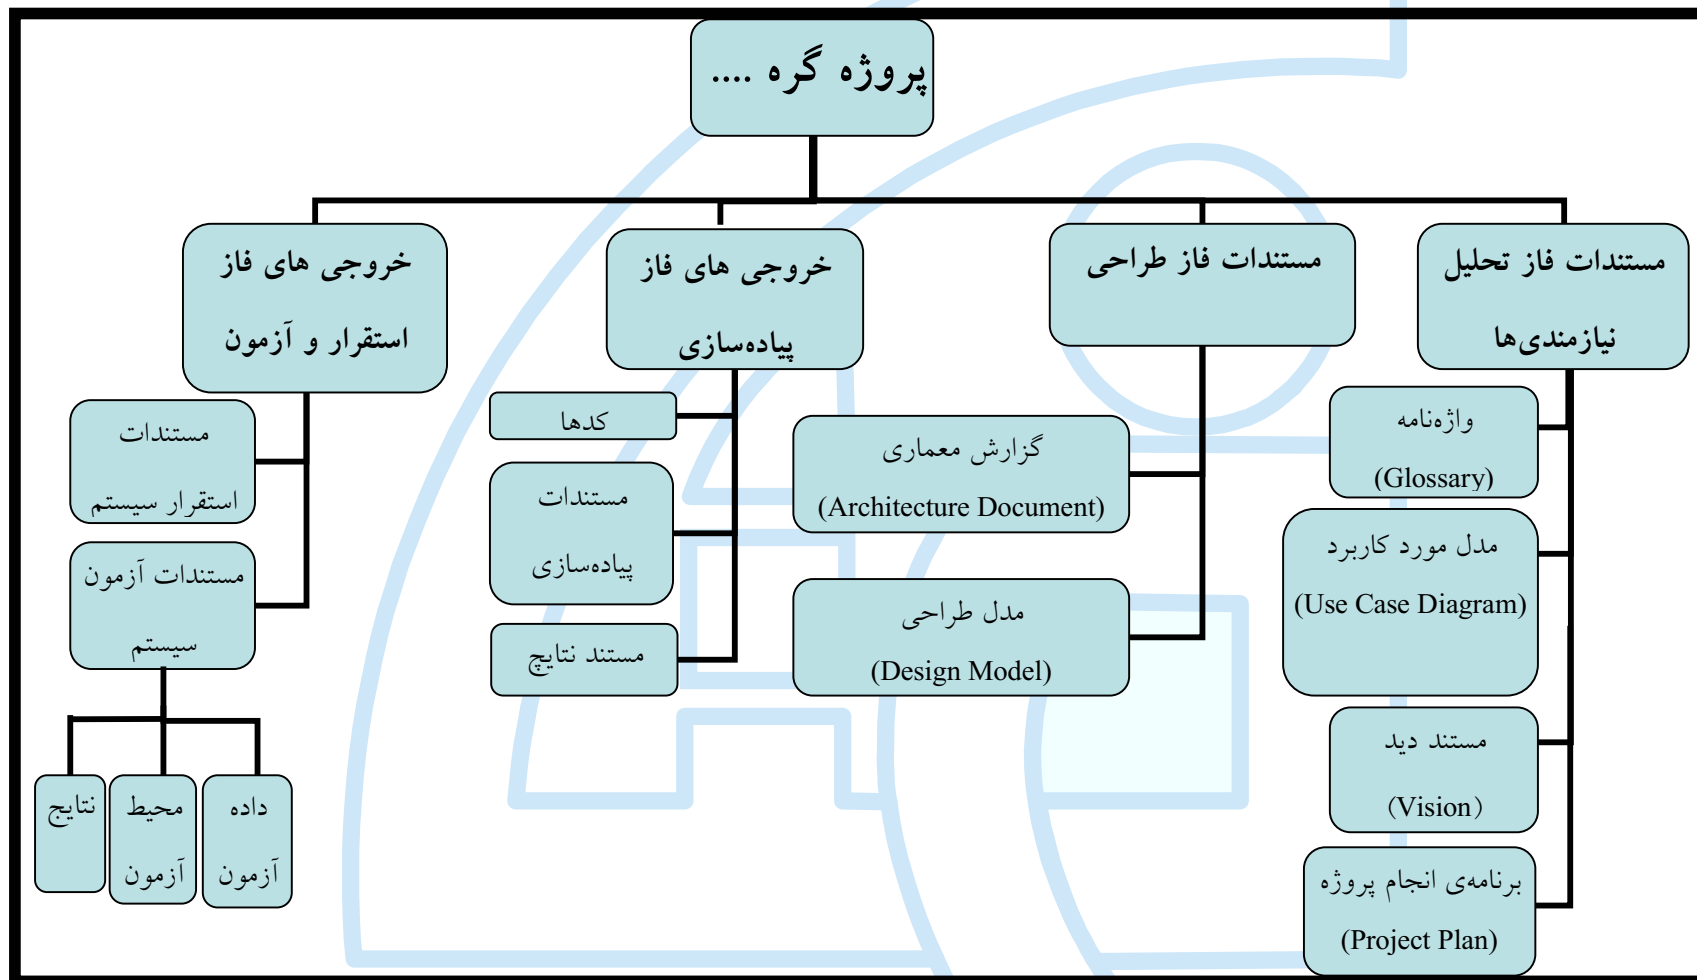 پروژه گره ....
مستندات فاز تحلیل
نیازمندی‌ها
واژه‌نامه
(Glossary)
مدل مورد کاربرد
(Use Case Diagram)
مستند دید
(Vision)
برنامه‌ی انجام پروژه
(Project Plan)
مستندات فاز طراحی
گزارش معماری
(Architecture Document)
مدل طراحی
(Design Model)
خروجی های فاز
پیاده‌سازی
کدها
مستندات
پیاده‌سازی
مستند نتایچ
خروجی های فاز
استقرار و آزمون
مستندات
استقرار سیستم
مستندات آزمون
سیستم
داده
آزمون
محیط
آزمون
نتایج